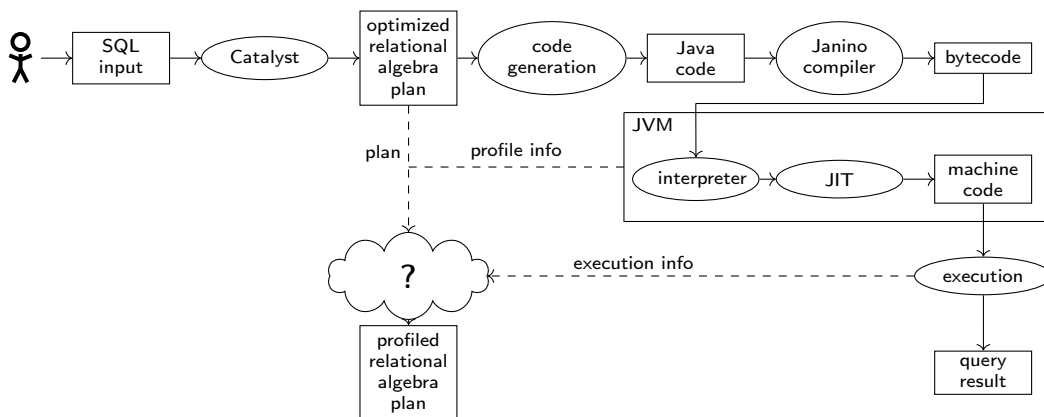 SQL
input
Catalyst
optimized
relational
algebra
plan
code
generation
Java
code
Janino
compiler
bytecode
JVM
plan
profile info
interpreter
JIT
machine
code
?
execution info
execution
profiled
relational
algebra
plan
query
result